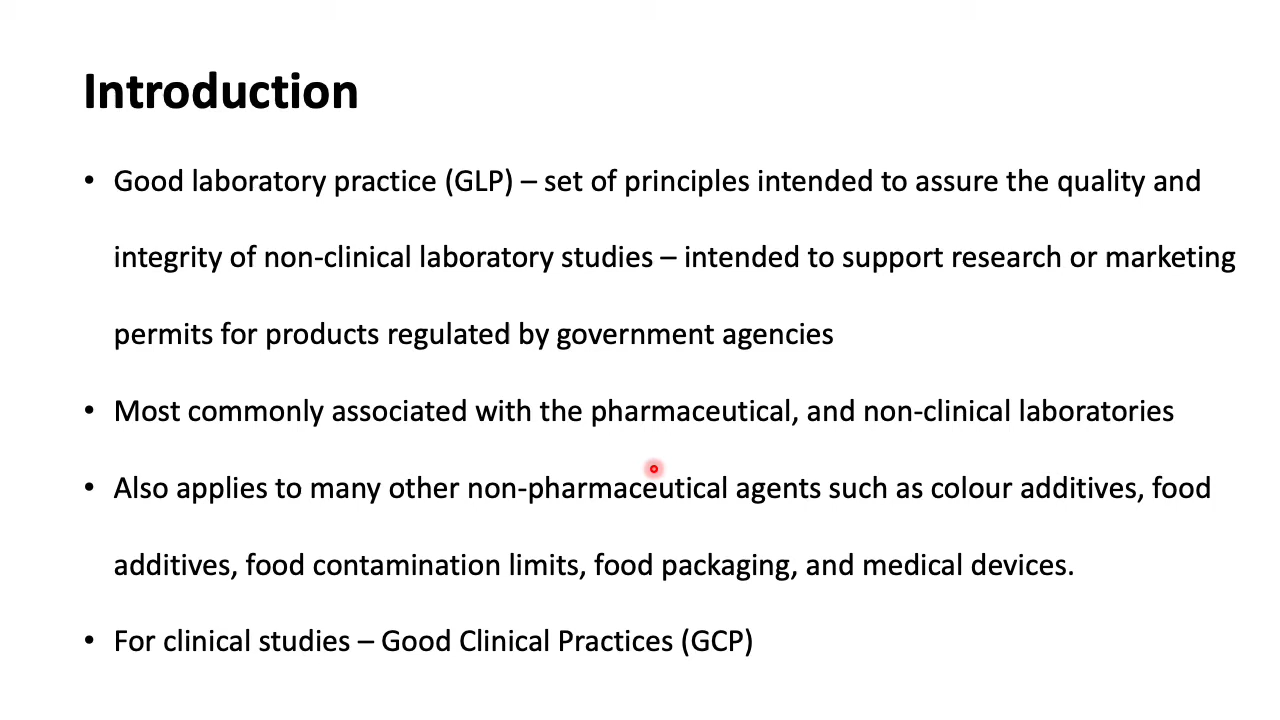 Introduction
• Good laboratory practice (GLP) – set of principles intended to assure the quality and
integrity of non-clinical laboratory studies – intended to support research or marketing
permits for products regulated by government agencies
• Most commonly associated with the pharmaceutical, and non-clinical laboratories
• Also applies to many other non-pharmaceutical agents such as colour additives, food
additives, food contamination limits, food packaging, and medical devices.
• For clinical studies – Good Clinical Practices (GCP)